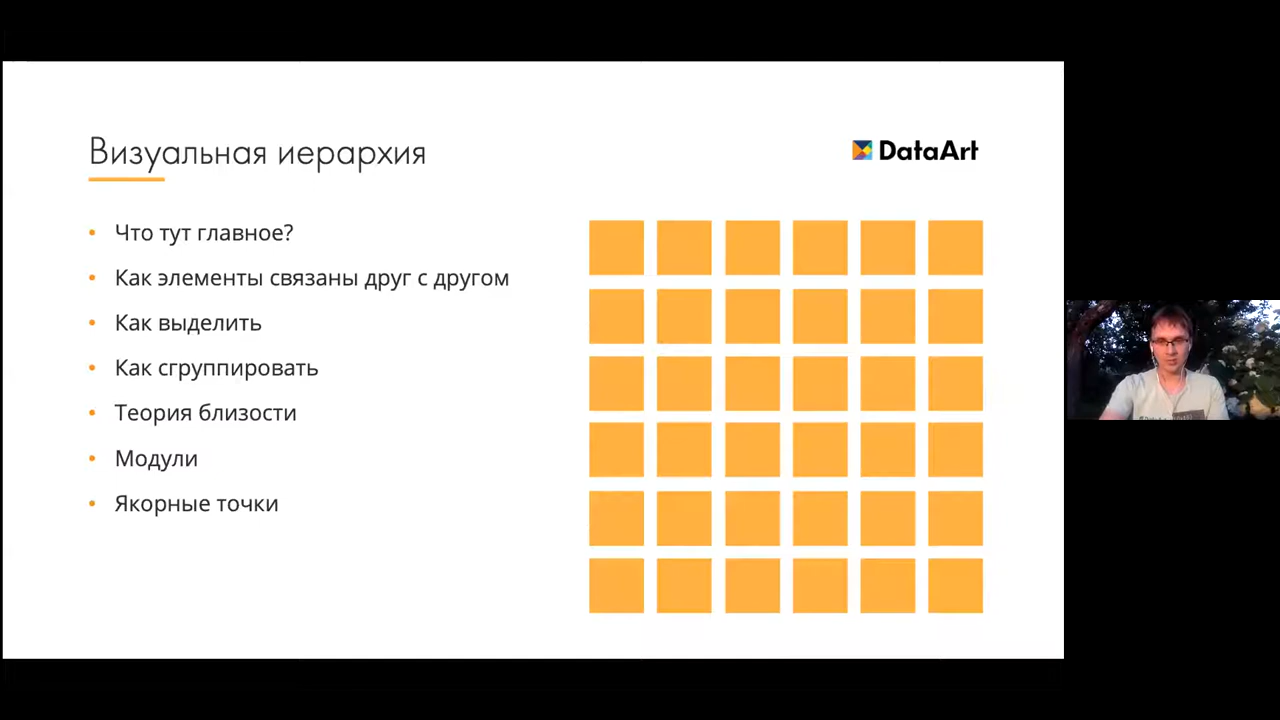 Визуальная иерархия
DataArt
Что тут главное?
Как элементы связаны друг с другом
Как выделить
Как сгруппировать
Теория близости
Модули
Якорные точки